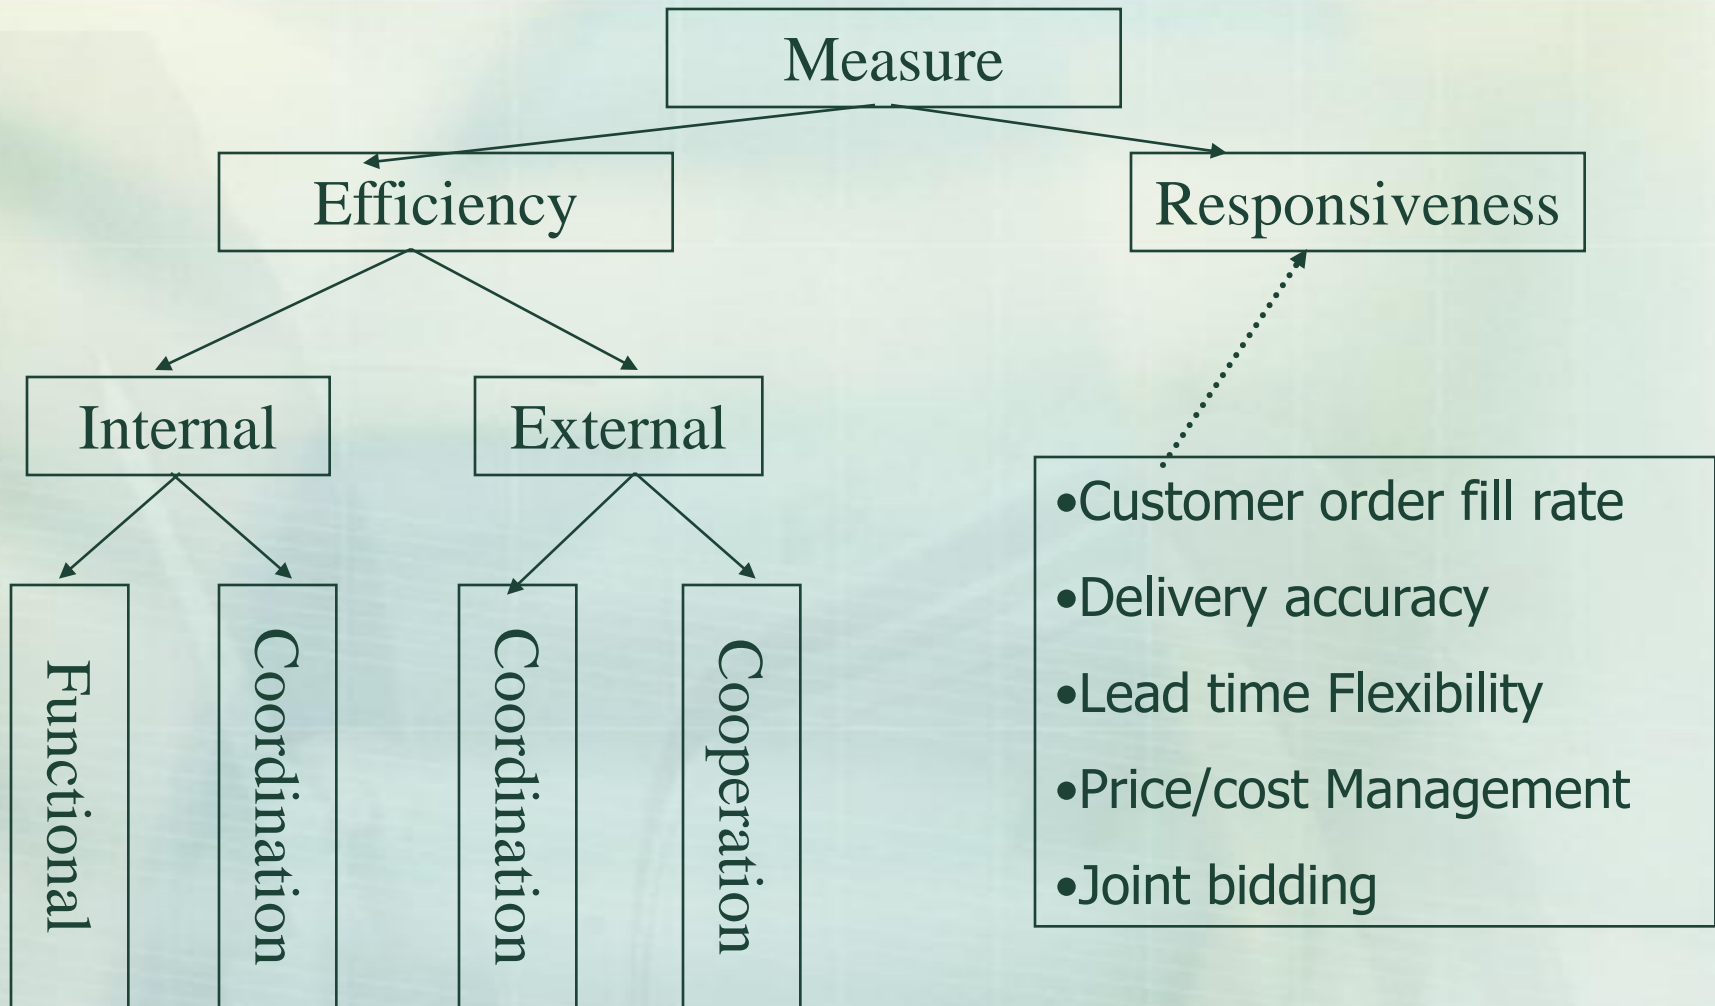 Measure
Efficiency
Responsiveness
Internal
External
Functional
Coordination
Coordination
Cooperation
•Customer order fill rate
•Delivery accuracy
•Lead time Flexibility
•Price/cost Management
•Joint bidding